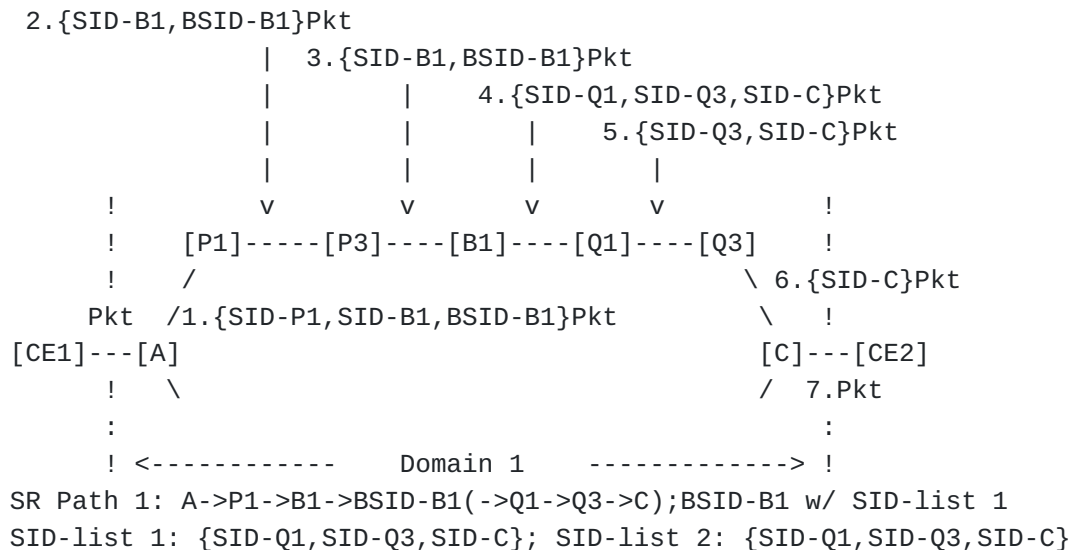 2.{SID-B1,BSID-B1}Pkt
| 3.{SID-B1,BSID-B1}Pkt
| | 4.{SID-Q1,SID-Q3,SID-C}Pkt
| | | 5.{SID-Q3,SID-C}Pkt
| | | |
! v v v v !
! [P1]-----[P3]----[B1]----[Q1]----[Q3] !
! / \ 6.{SID-C}Pkt
Pkt /1.{SID-P1,SID-B1,BSID-B1}Pkt \ !
[CE1]---[A] [C]---[CE2]
! \ / 7.Pkt
: :
! <------------ Domain 1 -------------> !
SR Path 1: A->P1->B1->BSID-B1(->Q1->Q3->C);BSID-B1 w/ SID-list 1
SID-list 1: {SID-Q1,SID-Q3,SID-C}; SID-list 2: {SID-Q1,SID-Q3,SID-C}